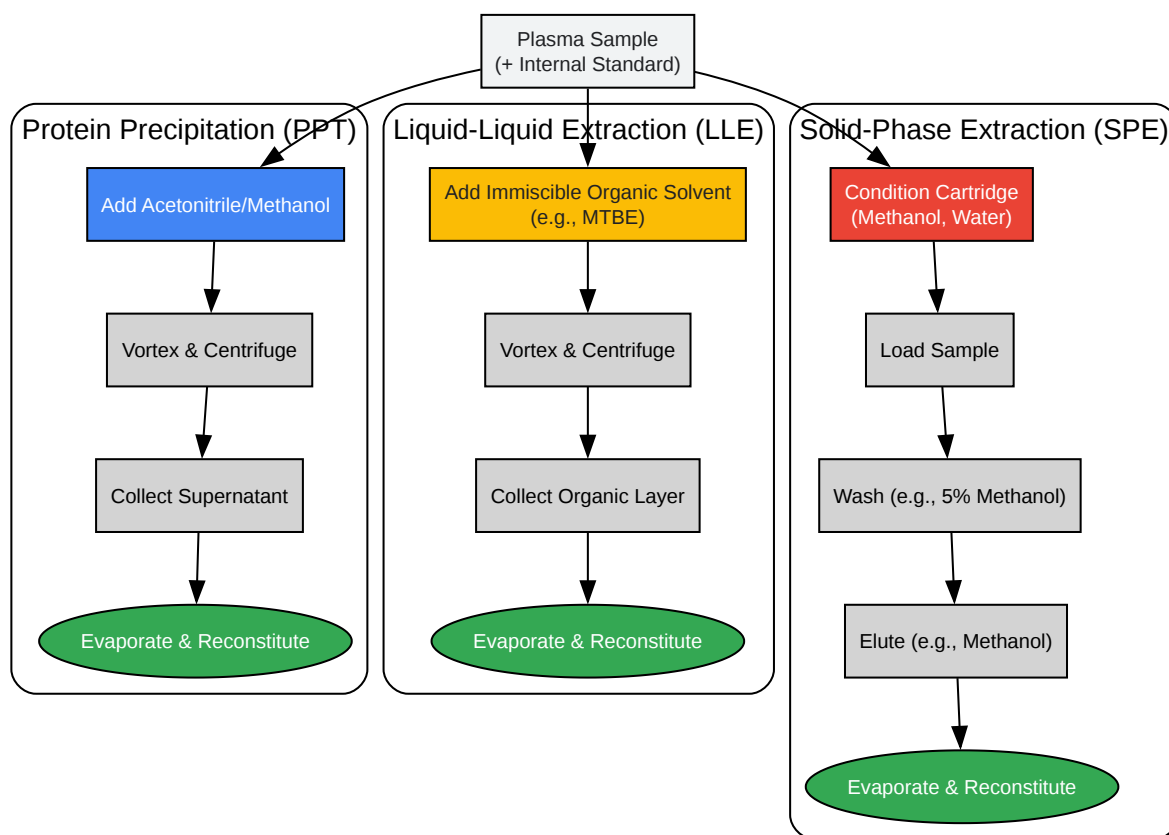 Plasma Sample
(+ Internal Standard)
Protein Precipitation (PPT)
Add Acetonitrile/Methanol
Vortex & Centrifuge
Collect Supernatant
Evaporate & Reconstitute
Liquid-Liquid Extraction (LLE)
Add Immiscible Organic Solvent
(e.g., MTBE)
Vortex & Centrifuge
Collect Organic Layer
Evaporate & Reconstitute
Solid-Phase Extraction (SPE)
Condition Cartridge
(Methanol, Water)
Load Sample
Wash (e.g., 5% Methanol)
Elute (e.g., Methanol)
Evaporate & Reconstitute